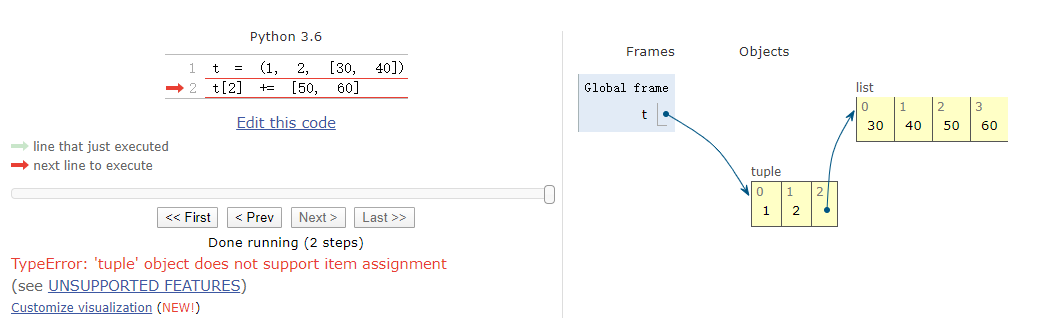 Python 3.6
1 t = (1, 2, [30, 40])
2 t[2] += [50, 60]
Edit this code
line that just executed
next line to execute
<< First < Prev Next > Last >>
Done running (2 steps)
TypeError: 'tuple' object does not support item assignment
(see UNSUPPORTED FEATURES)
Customize visualization (NEW!)
Frames Objects
Global frame
t
list
0 1 2 3
30 40 50 60
tuple
0 1 2
1 2